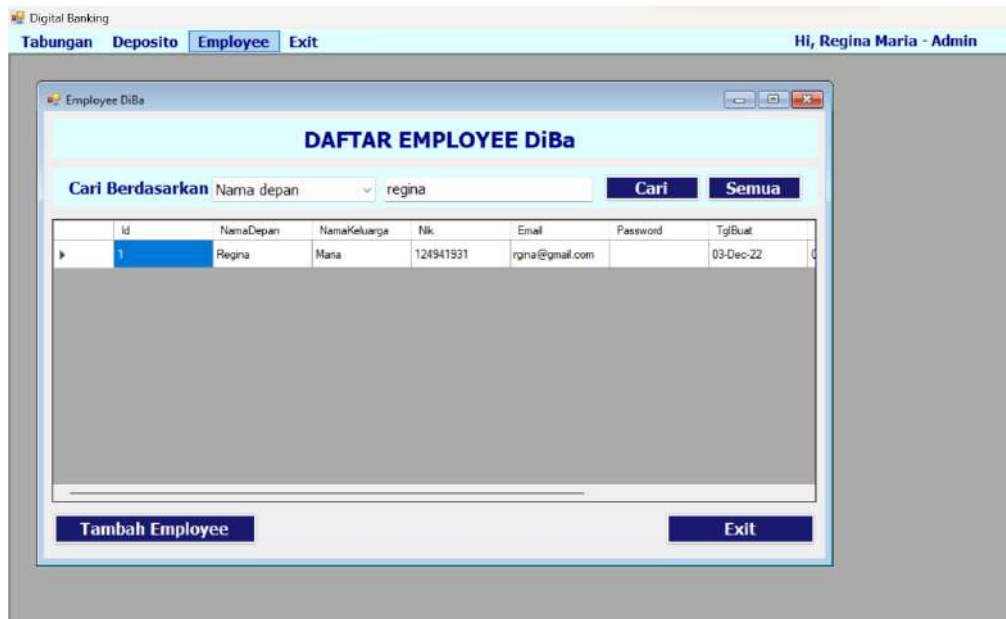 Digital Banking
Tabungan Deposito Employee Exit Hi, Regina Maria - Admin
Employee DiBa
DAFTAR EMPLOYEE DiBa
Cari Berdasarkan Nama depan regina Cari Semua
Id NamaDepan NamaKeluarga Nik Email Password TglBuat
1 Regina Maria 124941931 rgina@gmail.com 03-Dec-22
Tambah Employee Exit